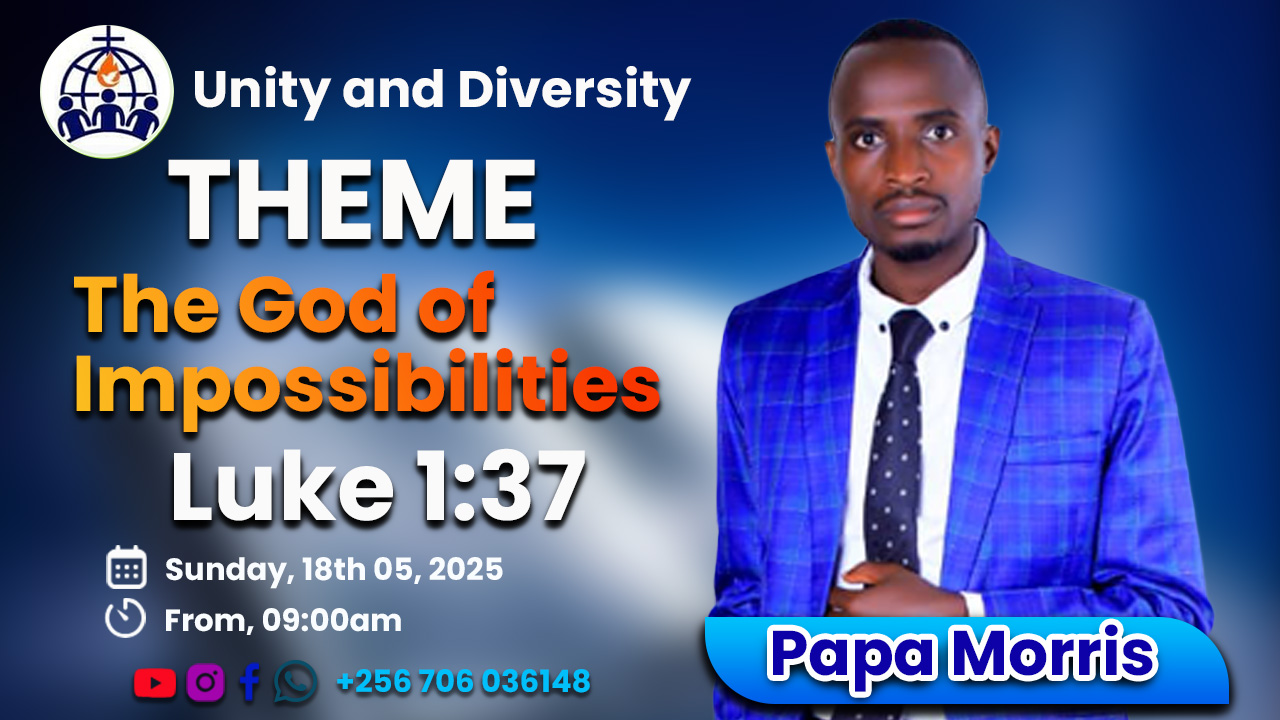 Unity and Diversity
THEME
The God of
Impossibilities
Luke 1:37
Sunday, 18th 05, 2025
From, 09:00am
+256 706 036148
Papa Morris